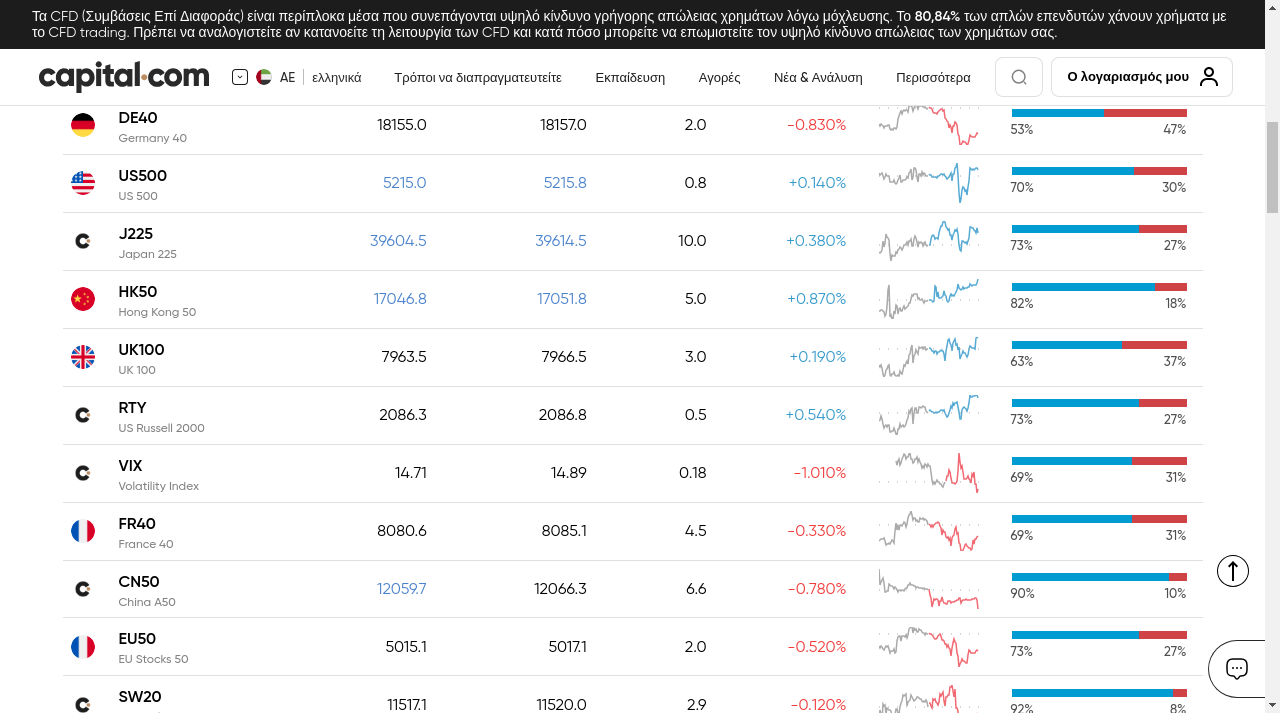 Τα CFD (Συμβάσεις Επί Διαφοράς) είναι περίπλοκα μέσα που συνεπάγονται υψηλό κίνδυνο γρήγορης απώλειας χρημάτων λόγω μόχλευσης. Το 80,84% των απλών επενδυτών χάνουν χρήματα με
το CFD trading. Πρέπει να αναλογιστείτε αν κατανοείτε τη λειτουργία των CFD και κατά πόσο μπορείτε να επωμιστείτε τον υψηλό κίνδυνο απώλειας των χρημάτων σας.
capital.com AE ελληνικά Τρόποι να διαπραγματευτείτε Εκπαίδευση Αγορές Νέα & Ανάλυση Περισσότερα Ο λογαριασμός μου
DE40 18155.0 18157.0 2.0 -0.830% 53% 47%
Germany 40
US500 5215.0 5215.8 0.8 +0.140% 70% 30%
US 500
J225 39604.5 39614.5 10.0 +0.380% 73% 27%
Japan 225
HK50 17046.8 17051.8 5.0 +0.870% 82% 18%
Hong Kong 50
UK100 7963.5 7966.5 3.0 +0.190% 63% 37%
UK 100
RTY 2086.3 2086.8 0.5 +0.540% 73% 27%
US Russell 2000
VIX 14.71 14.89 0.18 -1.010% 69% 31%
Volatility Index
FR40 8080.6 8085.1 4.5 -0.330% 69% 31%
France 40
CN50 12059.7 12066.3 6.6 -0.780% 90% 10%
China A50
EU50 5015.1 5017.1 2.0 -0.520% 73% 27%
EU Stocks 50
SW20 11517.1 11520.0 2.9 -0.120% 92% 8%